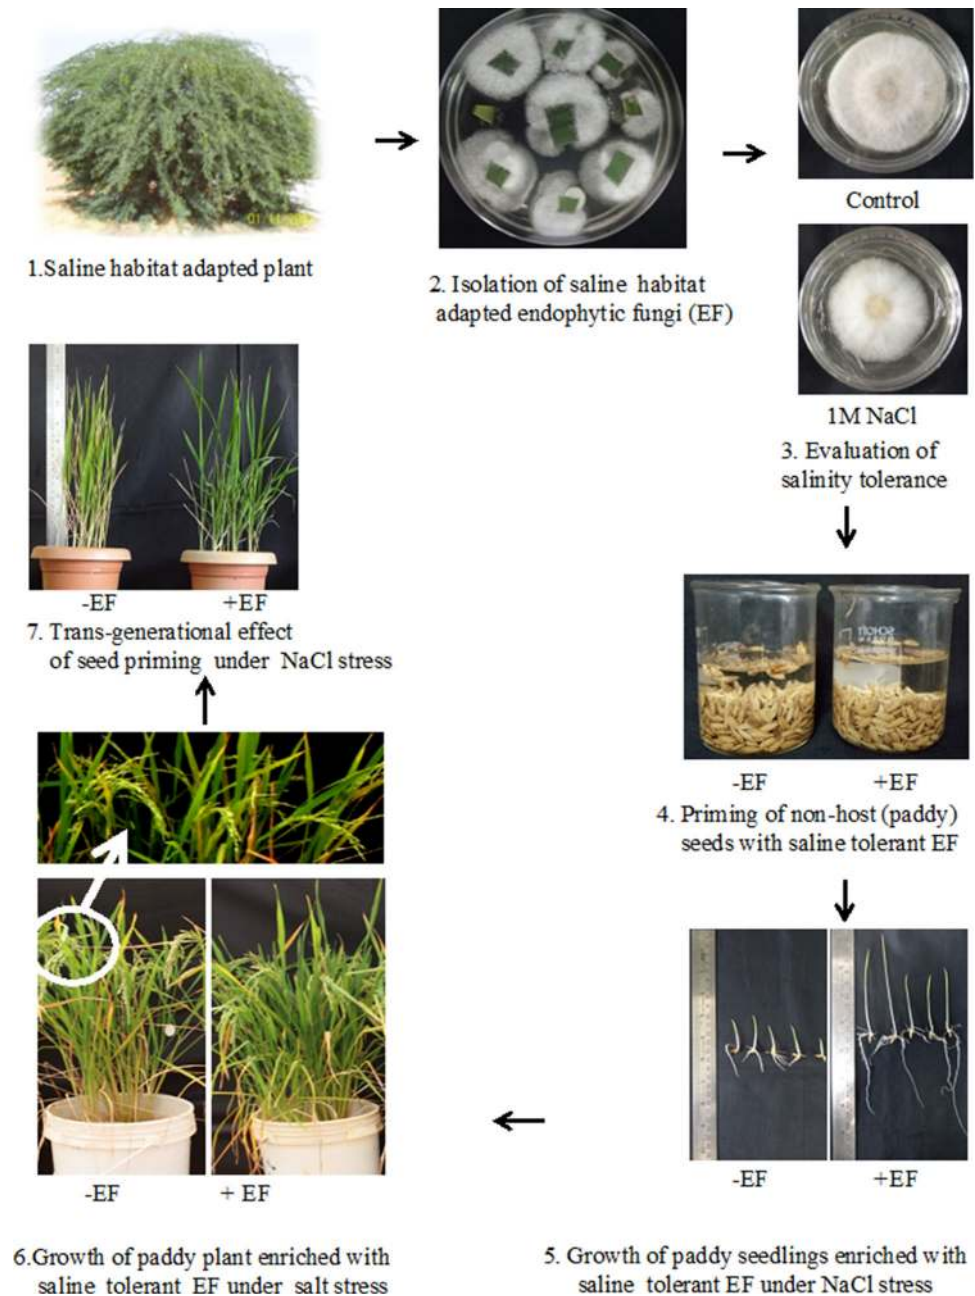 1.Saline habitat adapted plant
2. Isolation of saline habitat
adapted endophytic fungi (EF)
Control
1M NaCl
3. Evaluation of
salinity tolerance
-EF +EF
4. Priming of non-host (paddy)
seeds with saline tolerant EF
-EF +EF
5. Growth of paddy seedlings enriched with
saline tolerant EF under NaCl stress
-EF + EF
6.Growth of paddy plant enriched with
saline tolerant EF under salt stress
-EF +EF
7. Trans-generational effect
of seed priming under NaCl stress